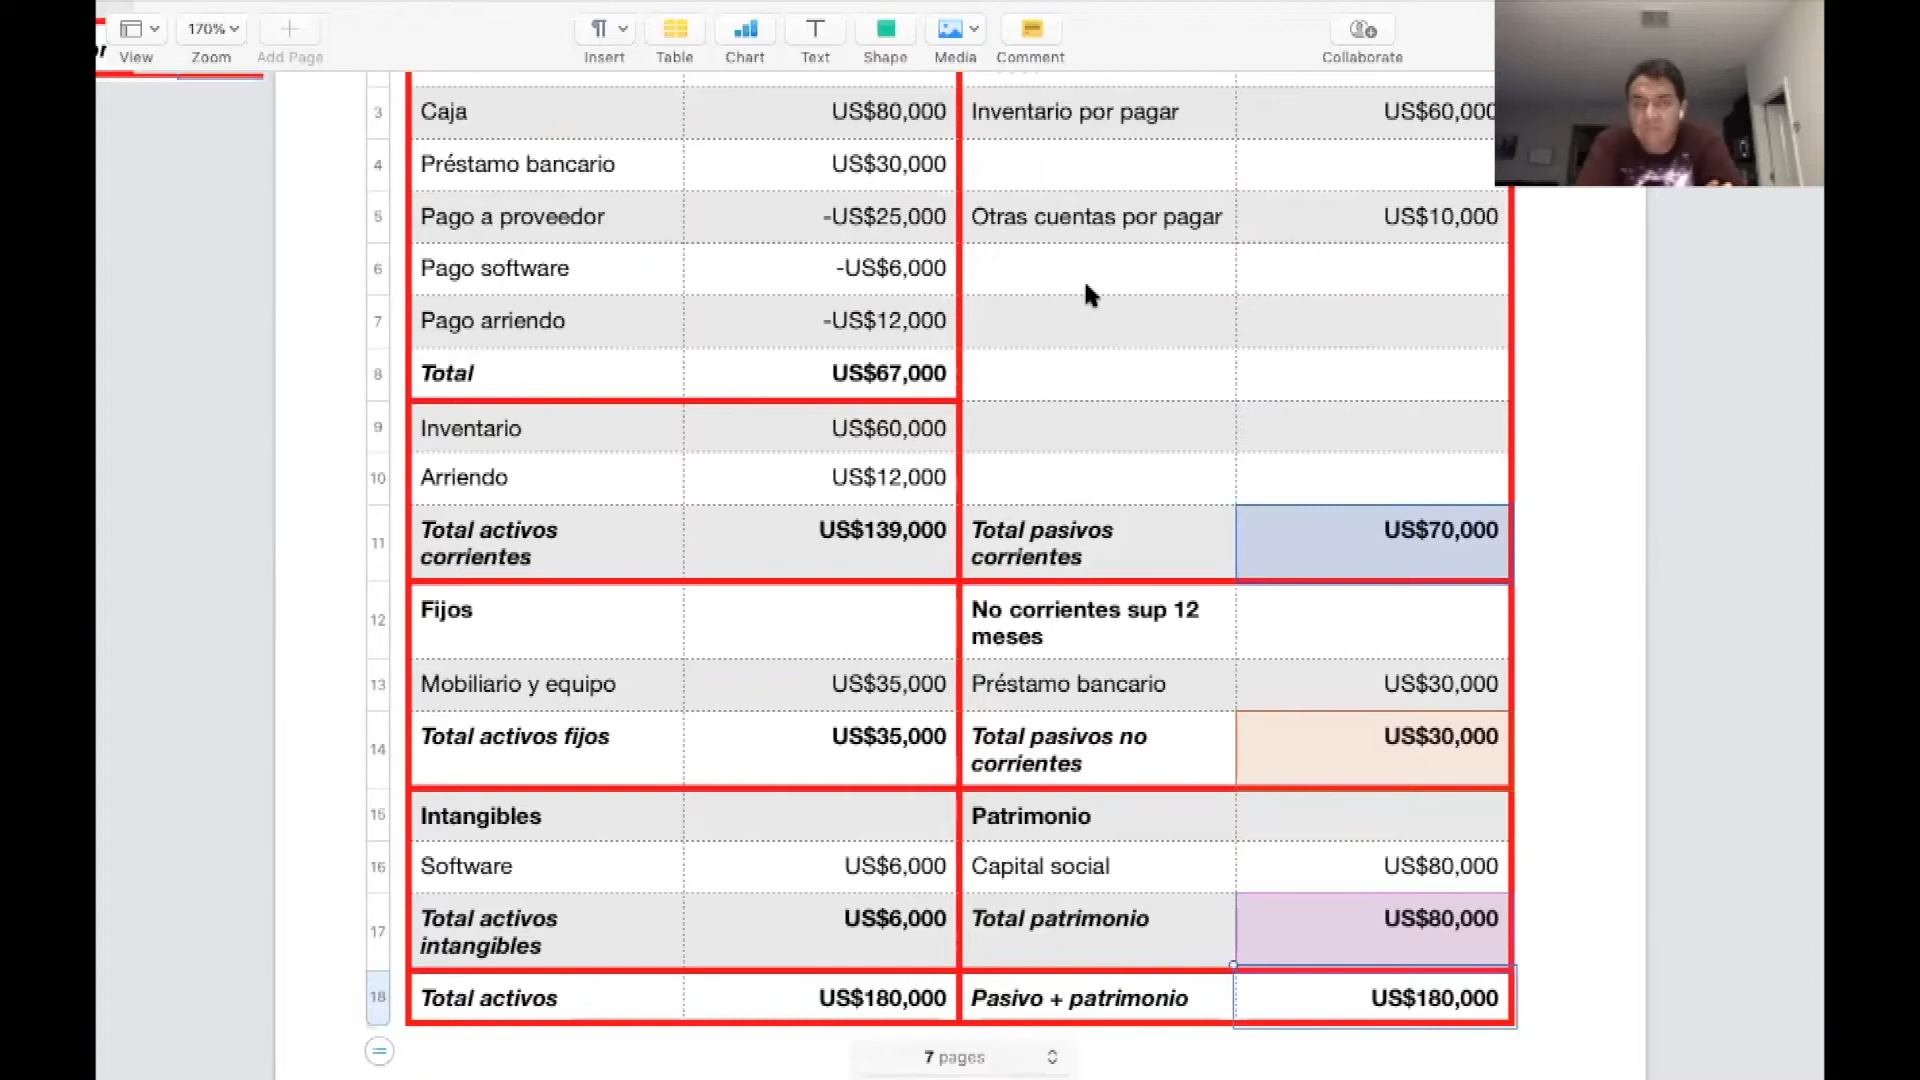 or
View
170%
Zoom
Add Page
Insert
Table
Chart
T
Text
Shape
Media
Comment
Collaborate
3 Caja US$80,000 Inventario por pagar US$60,000
4 Préstamo bancario US$30,000
5 Pago a proveedor -US$25,000 Otras cuentas por pagar US$10,000
6 Pago software -US$6,000
7 Pago arriendo -US$12,000
8 Total US$67,000
9 Inventario US$60,000
10 Arriendo US$12,000
11 Total activos corrientes US$139,000 Total pasivos corrientes US$70,000
12 Fijos No corrientes sup 12 meses
13 Mobiliario y equipo US$35,000 Préstamo bancario US$30,000
14 Total activos fijos US$35,000 Total pasivos no corrientes US$30,000
15 Intangibles Patrimonio
16 Software US$6,000 Capital social US$80,000
17 Total activos intangibles US$6,000 Total patrimonio US$80,000
18 Total activos US$180,000 Pasivo + patrimonio US$180,000
7 pages